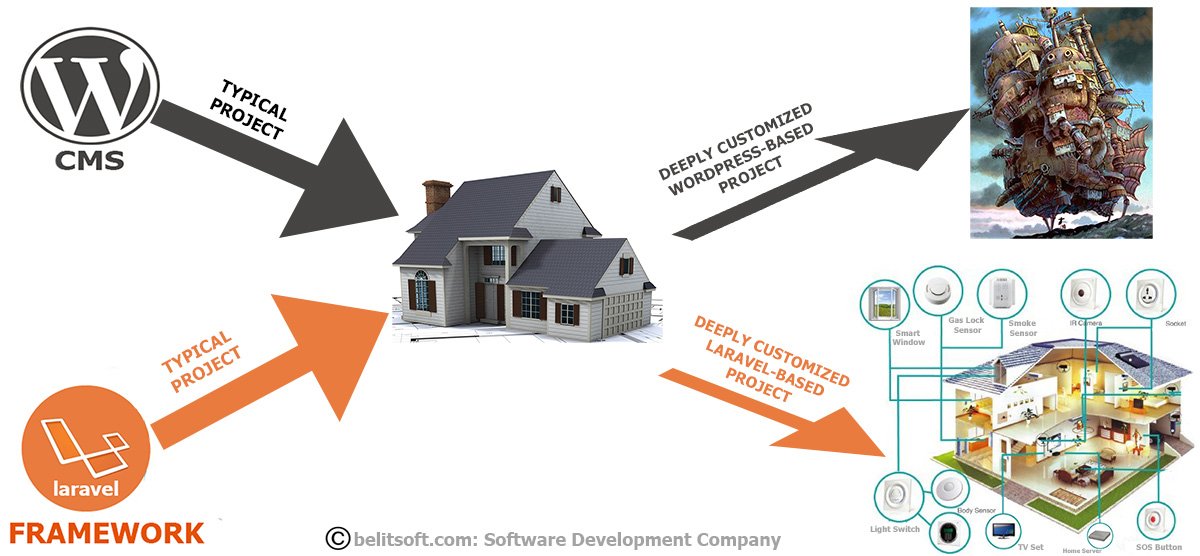 W
CMS
TYPICAL
PROJECT
DEEPLY CUSTOMIZED
WORDPRESS-BASED
PROJECT
TYPICAL
PROJECT
laravel
FRAMEWORK
DEEPLY CUSTOMIZED
LARAVEL-BASED
PROJECT
Smart
Window
Gas Lock
Sensor
Smoke
Sensor
IR Camera
Socket
Light Switch
Body Sensor
TV Set
Home Server
SOS Button
©belitsoft.com: Software Development Company